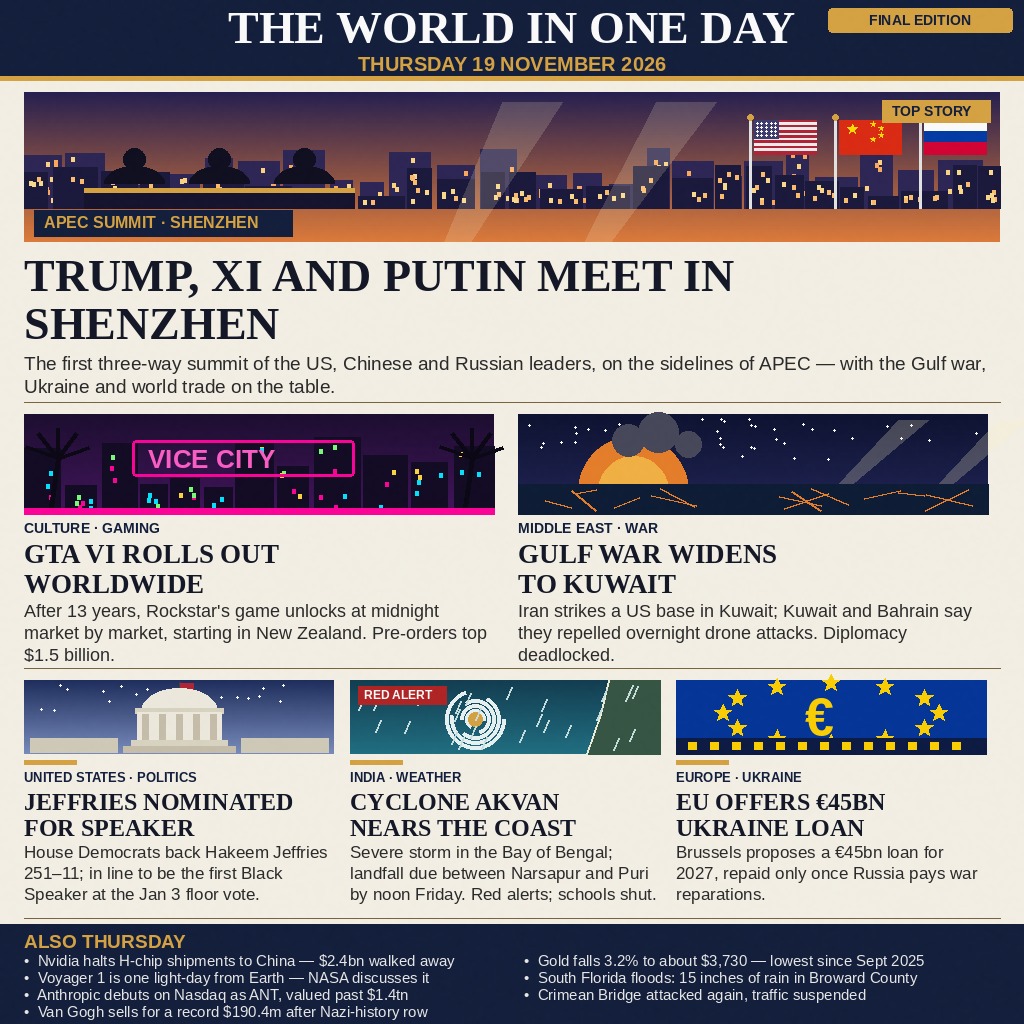 THE WORLD IN ONE DAY
FINAL EDITION
THURSDAY 19 NOVEMBER 2026
TOP STORY
APEC SUMMIT · SHENZHEN
TRUMP, XI AND PUTIN MEET IN
SHENZHEN
The first three-way summit of the US, Chinese and Russian leaders, on the sidelines of APEC — with the Gulf war,
Ukraine and world trade on the table.
VICE CITY
CULTURE · GAMING
GTA VI ROLLS OUT
WORLDWIDE
After 13 years, Rockstar's game unlocks at midnight
market by market, starting in New Zealand. Pre-orders top
$1.5 billion.
MIDDLE EAST · WAR
GULF WAR WIDENS
TO KUWAIT
Iran strikes a US base in Kuwait; Kuwait and Bahrain say
they repelled overnight drone attacks. Diplomacy
deadlocked.
UNITED STATES · POLITICS
JEFFRIES NOMINATED
FOR SPEAKER
House Democrats back Hakeem Jeffries
251–11; in line to be the first Black
Speaker at the Jan 3 floor vote.
RED ALERT
INDIA · WEATHER
CYCLONE AKVAN
NEARS THE COAST
Severe storm in the Bay of Bengal;
landfall due between Narsapur and Puri
by noon Friday. Red alerts; schools shut.
€
EUROPE · UKRAINE
EU OFFERS €45BN
UKRAINE LOAN
Brussels proposes a €45bn loan for
2027, repaid only once Russia pays war
reparations.
ALSO THURSDAY
• Nvidia halts H-chip shipments to China — $2.4bn walked away
• Voyager 1 is one light-day from Earth — NASA discusses it
• Anthropic debuts on Nasdaq as ANT, valued past $1.4tn
• Van Gogh sells for a record $190.4m after Nazi-history row
• Gold falls 3.2% to about $3,730 — lowest since Sept 2025
• South Florida floods: 15 inches of rain in Broward County
• Crimean Bridge attacked again, traffic suspended